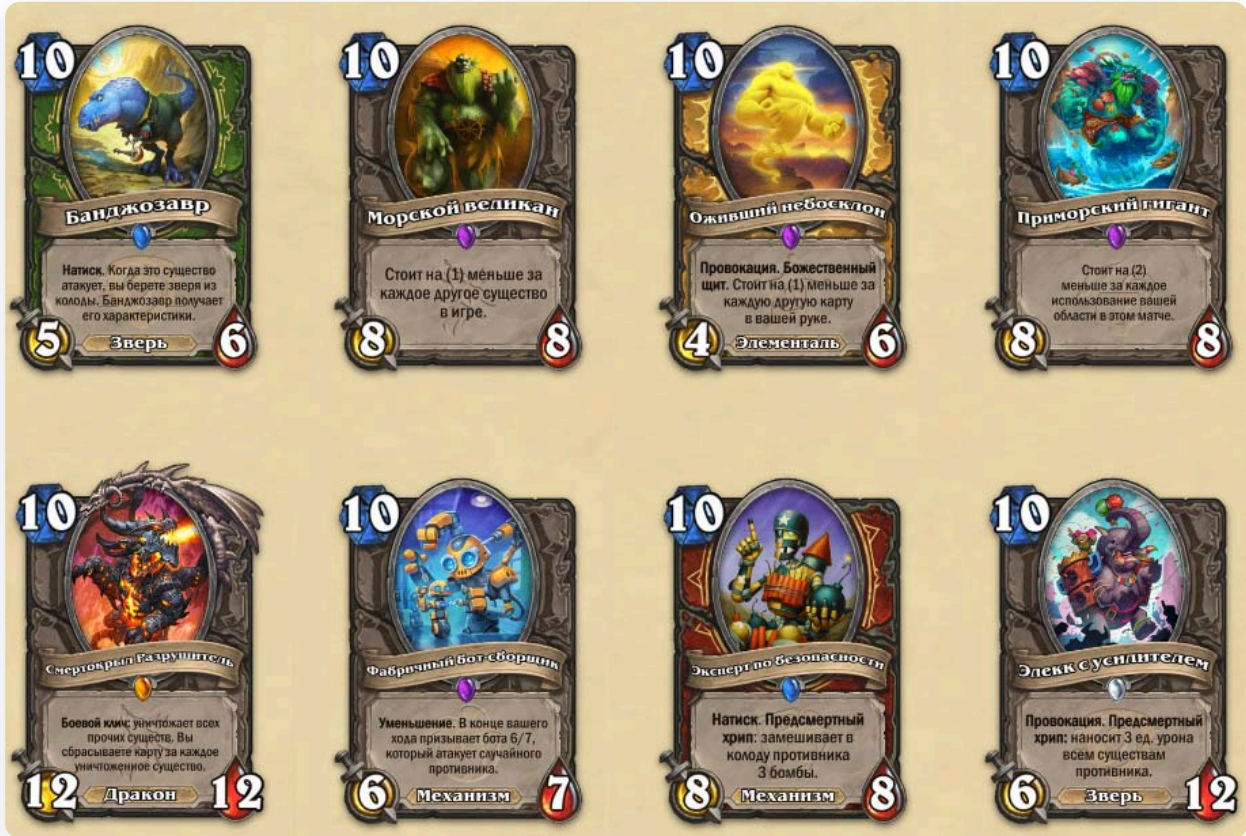 10
Банджозавр
Натиск. Когда это существо
атакует, вы берете зверя из
колоды. Банджозавр получает
его характеристики.
5
Зверь
6
10
Морской великан
Стоит на (1) меньше за
каждое другое существо
в игре.
8
8
10
Оживший небосклон
Провокация. Божественный
щит. Стоит на (1) меньше за
каждую другую карту
в вашей руке.
4
Элементаль
6
10
Приморский гигант
Стоит на (2)
меньше за каждое
использование вашей
области в этом матче.
8
8
10
Смертокрыл Разрушитель
Боевой клич: уничтожает всех
прочих существ. Вы
сбрасываете карту за каждое
уничтоженное существо.
12
Дракон
12
10
Фабричный бот-сборщик
Уменьшение. В конце вашего
хода призывает бота 6/7,
который атакует случайного
противника.
6
Механизм
7
10
Эксперт по безопасности
Натиск. Предсмертный
хрип: замешивает в
колоду противника
3 бомбы.
8
Механизм
8
10
Элекк с усилителем
Провокация. Предсмертный
хрип: наносит 3 ед. урона
всем существам
противника.
6
Зверь
12